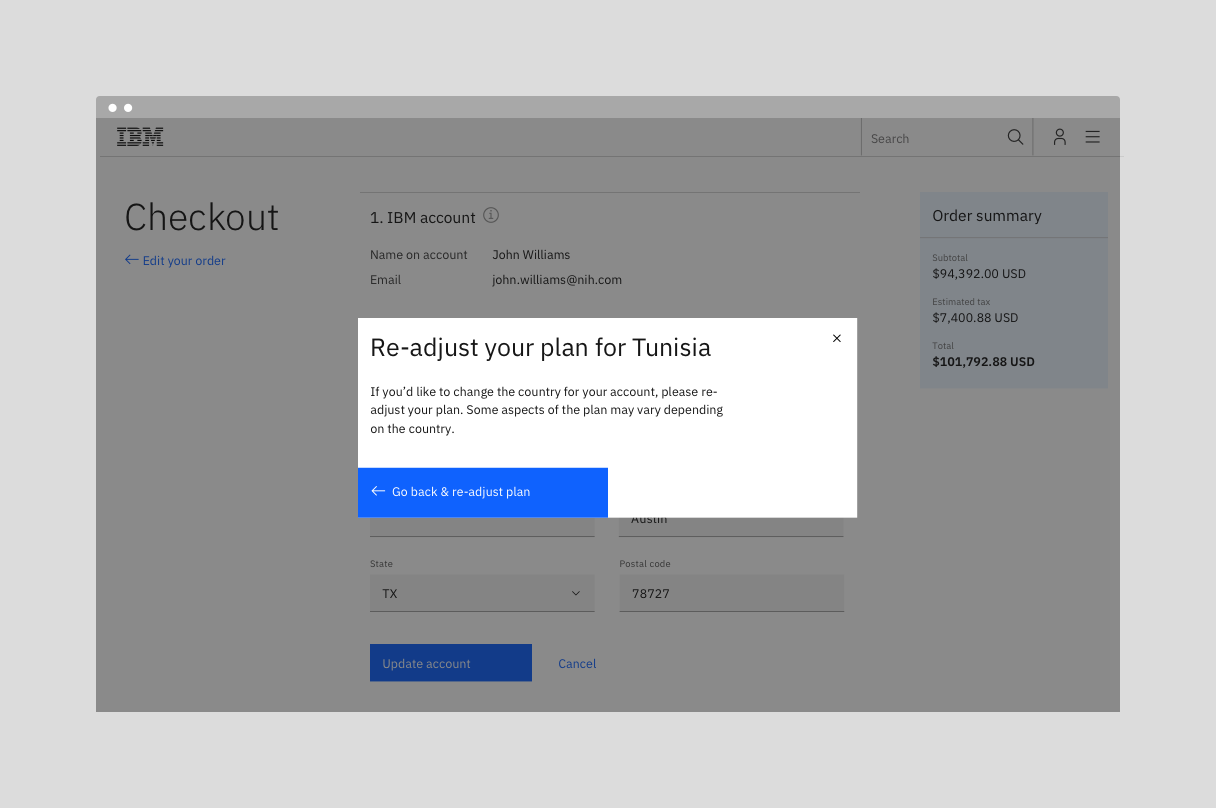 IBM
Search
Checkout
Edit your order
1. IBM account
Name on account John Williams
Email john.williams@nih.com
Order summary
Subtotal
$94,392.00 USD
Estimated tax
$7,400.88 USD
Total
$101,792.88 USD
Re-adjust your plan for Tunisia
If you’d like to change the country for your account, please re-
adjust your plan. Some aspects of the plan may vary depending
on the country.
Go back & re-adjust plan
Austin
State Postal code
TX 78727
Update account Cancel